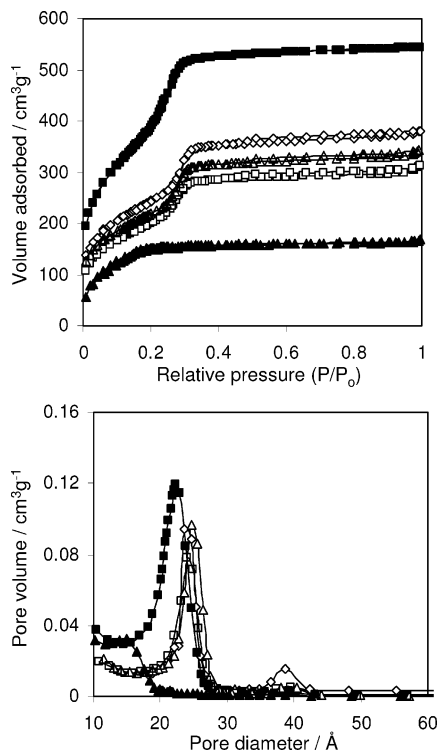 600
500
400
300
200
100
0
Volume adsorbed / cm³g⁻¹
0 0.2 0.4 0.6 0.8 1
Relative pressure (P/Pₒ)
0.16
0.12
0.08
0.04
0
Pore volume / cm³g⁻¹
10 20 30 40 50 60
Pore diameter / Å